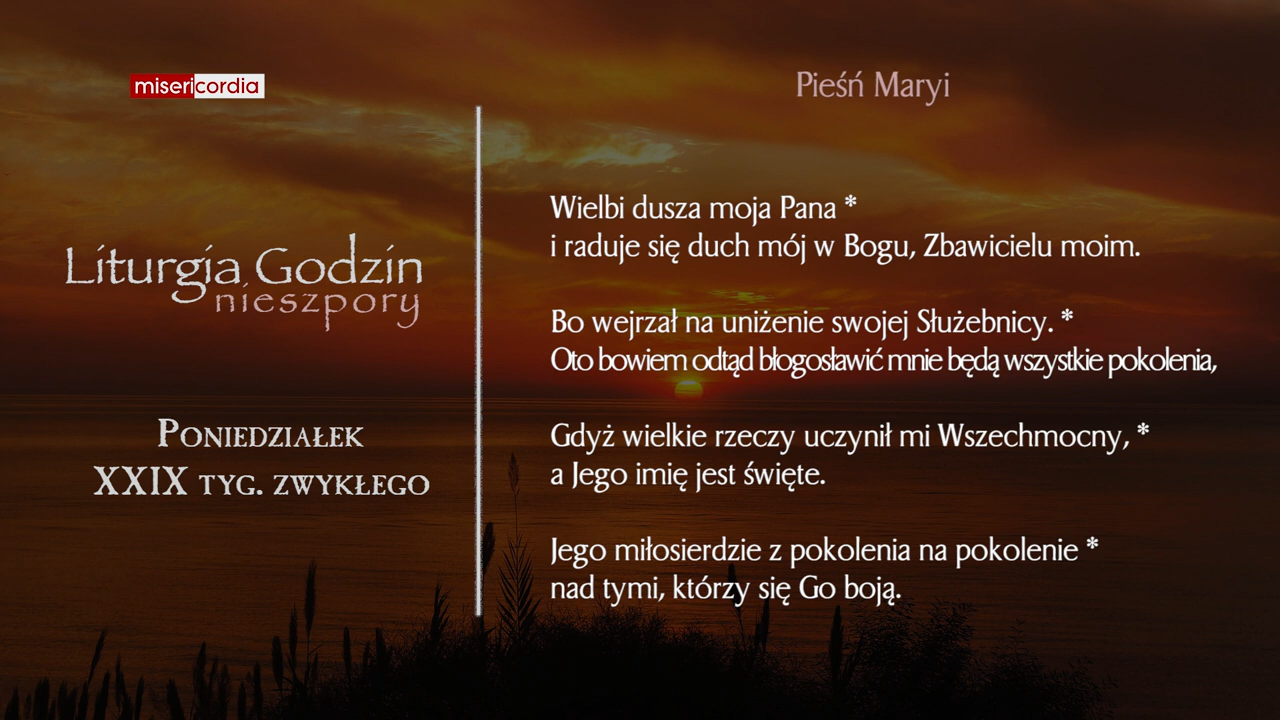 misericordia
Liturgia Godzin
nieszpory
Poniedziałek
XXIX tyg. zwykłego
Pieśń Maryi
Wielbi dusza moja Pana *
i raduje się duch mój w Bogu, Zbawicielu moim.
Bo wejrzał na uniżenie swojej Służebnicy. *
Oto bowiem odtąd błogosławić mnie będą wszystkie pokolenia,
Gdyż wielkie rzeczy uczynił mi Wszechmocny, *
a Jego imię jest święte.
Jego miłosierdzie z pokolenia na pokolenie *
nad tymi, którzy się Go boją.